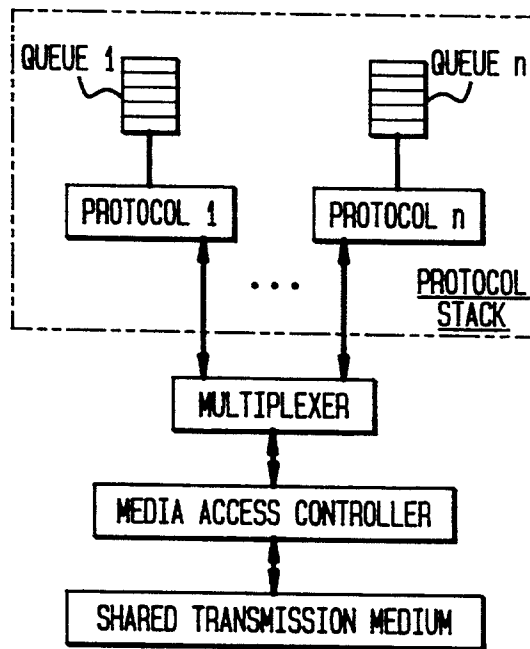 QUEUE 1
QUEUE n
PROTOCOL 1
PROTOCOL n
• • •
PROTOCOL
STACK
MULTIPLEXER
MEDIA ACCESS CONTROLLER
SHARED TRANSMISSION MEDIUM